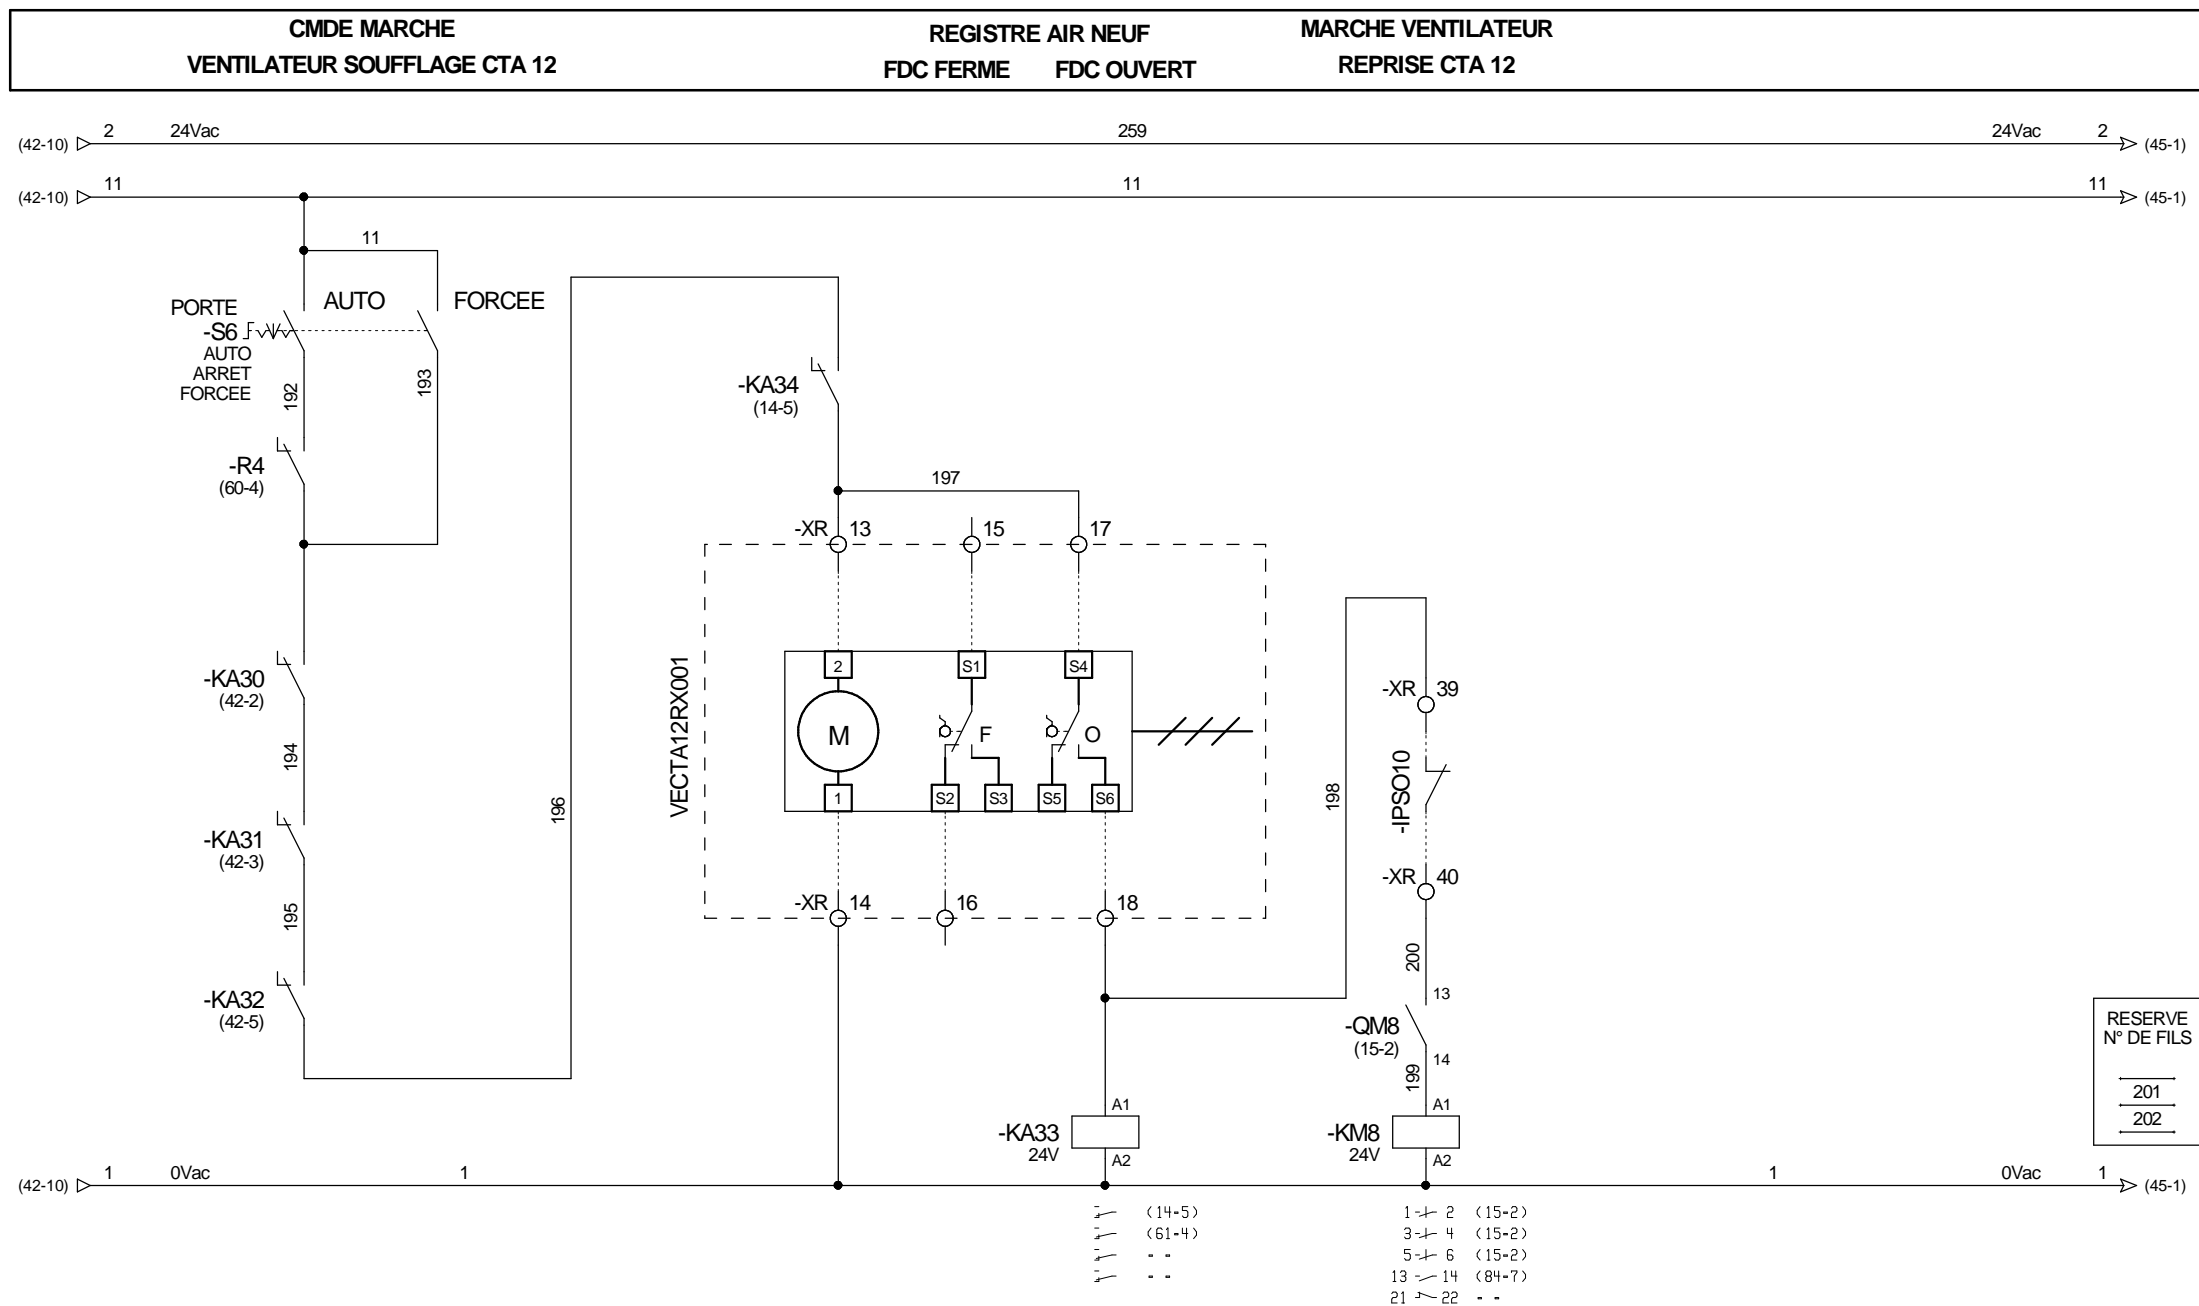 CMDE MARCHE
VENTILATEUR SOUFFLAGE CTA 12
REGISTRE AIR NEUF
FDC FERME FDC OUVERT
MARCHE VENTILATEUR
REPRISE CTA 12
(42-10) 2 24Vac 259 24Vac 2 (45-1)
(42-10) 11 11 11 (45-1)
11
PORTE
-S6
AUTO
ARRET
FORCEE
AUTO
FORCEE
192
193
-R4
(60-4)
-KA30
(42-2)
194
-KA31
(42-3)
195
-KA32
(42-5)
196
-KA34
(14-5)
197
-XR 13 15 17
VECTA12RX001
2 S1 S4
M F O
1 S2 S3 S5 S6
-XR 14 16 18
198
-XR 39
-IPSO10
-XR 40
200
13
-QM8
(15-2)
14
199
A1
-KA33
24V
A2
A1
-KM8
24V
A2
RESERVE
N° DE FILS
201
202
(42-10) 1 0Vac 1 1 0Vac 1 (45-1)
(14-5)
(61-4)
- -
- -
1 2 (15-2)
3 4 (15-2)
5 6 (15-2)
13 14 (84-7)
21 22 - -